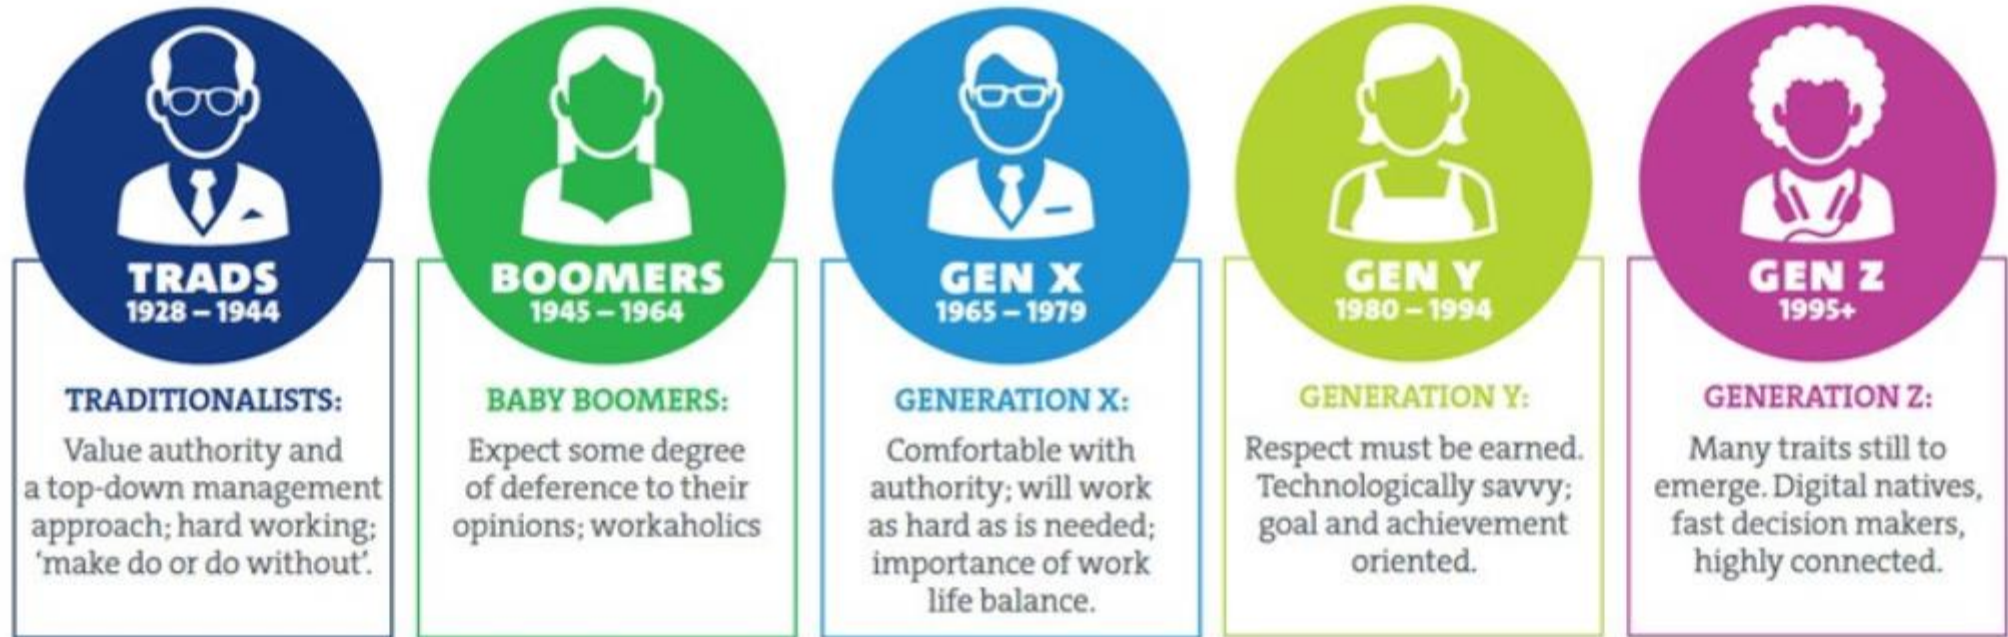 TRADS
1928 – 1944
TRADITIONALISTS:
Value authority and
a top-down management
approach; hard working;
‘make do or do without’.
BOOMERS
1945 – 1964
BABY BOOMERS:
Expect some degree
of deference to their
opinions; workaholics
GEN X
1965 – 1979
GENERATION X:
Comfortable with
authority; will work
as hard as is needed;
importance of work
life balance.
GEN Y
1980 – 1994
GENERATION Y:
Respect must be earned.
Technologically savvy;
goal and achievement
oriented.
GEN Z
1995+
GENERATION Z:
Many traits still to
emerge. Digital natives,
fast decision makers,
highly connected.